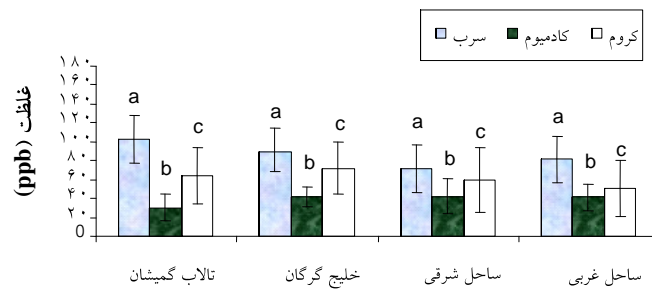 سرب کادمیوم کروم
غلظت (ppb)
۱۸۰
۱۶۰
۱۴۰
۱۲۰
۱۰۰
۸۰
۶۰
۴۰
۲۰
۰
a b c
a b c
a b c
a b c
تالاب گمیشان خلیج گرگان ساحل شرقی ساحل غربی